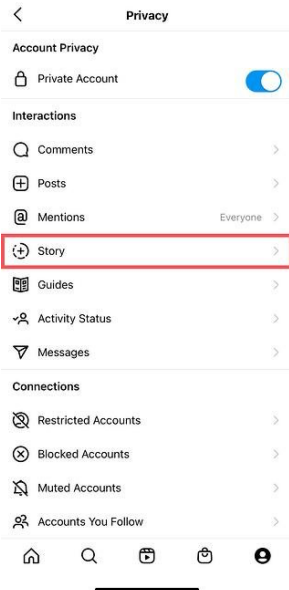 Privacy
Account Privacy
Private Account
Interactions
Comments
Posts
Mentions Everyone
Story
Guides
Activity Status
Messages
Connections
Restricted Accounts
Blocked Accounts
Muted Accounts
Accounts You Follow